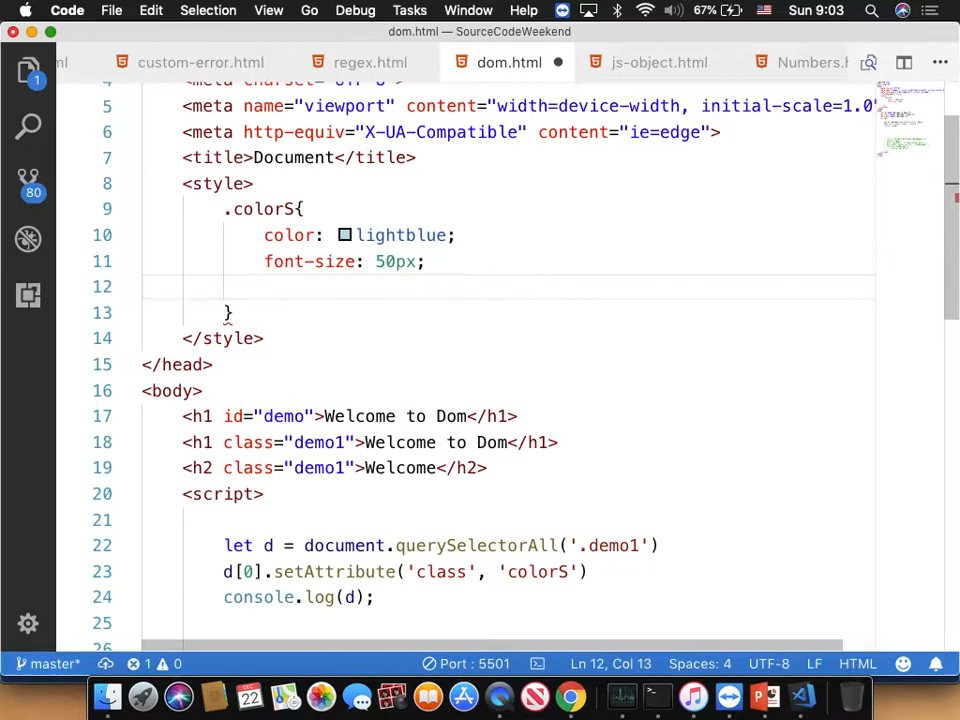 Code File Edit Selection View Go Debug Tasks Window Help 67% Sun 9:03
dom.html — SourceCodeWeekend
ml custom-error.html regex.html dom.html js-object.html Numbers.h
5 <meta name="viewport" content="width=device-width, initial-scale=1.0"
6 <meta http-equiv="X-UA-Compatible" content="ie=edge">
7 <title>Document</title>
8 <style>
9 .colorS{
10 color: lightblue;
11 font-size: 50px;
12
13 }
14 </style>
15 </head>
16 <body>
17 <h1 id="demo">Welcome to Dom</h1>
18 <h1 class="demo1">Welcome to Dom</h1>
19 <h2 class="demo1">Welcome</h2>
20 <script>
21
22 let d = document.querySelectorAll('.demo1')
23 d[0].setAttribute('class', 'colorS')
24 console.log(d);
25
26
1
80
master* 1 0 Port : 5501 Ln 12, Col 13 Spaces: 4 UTF-8 LF HTML
DEC
22